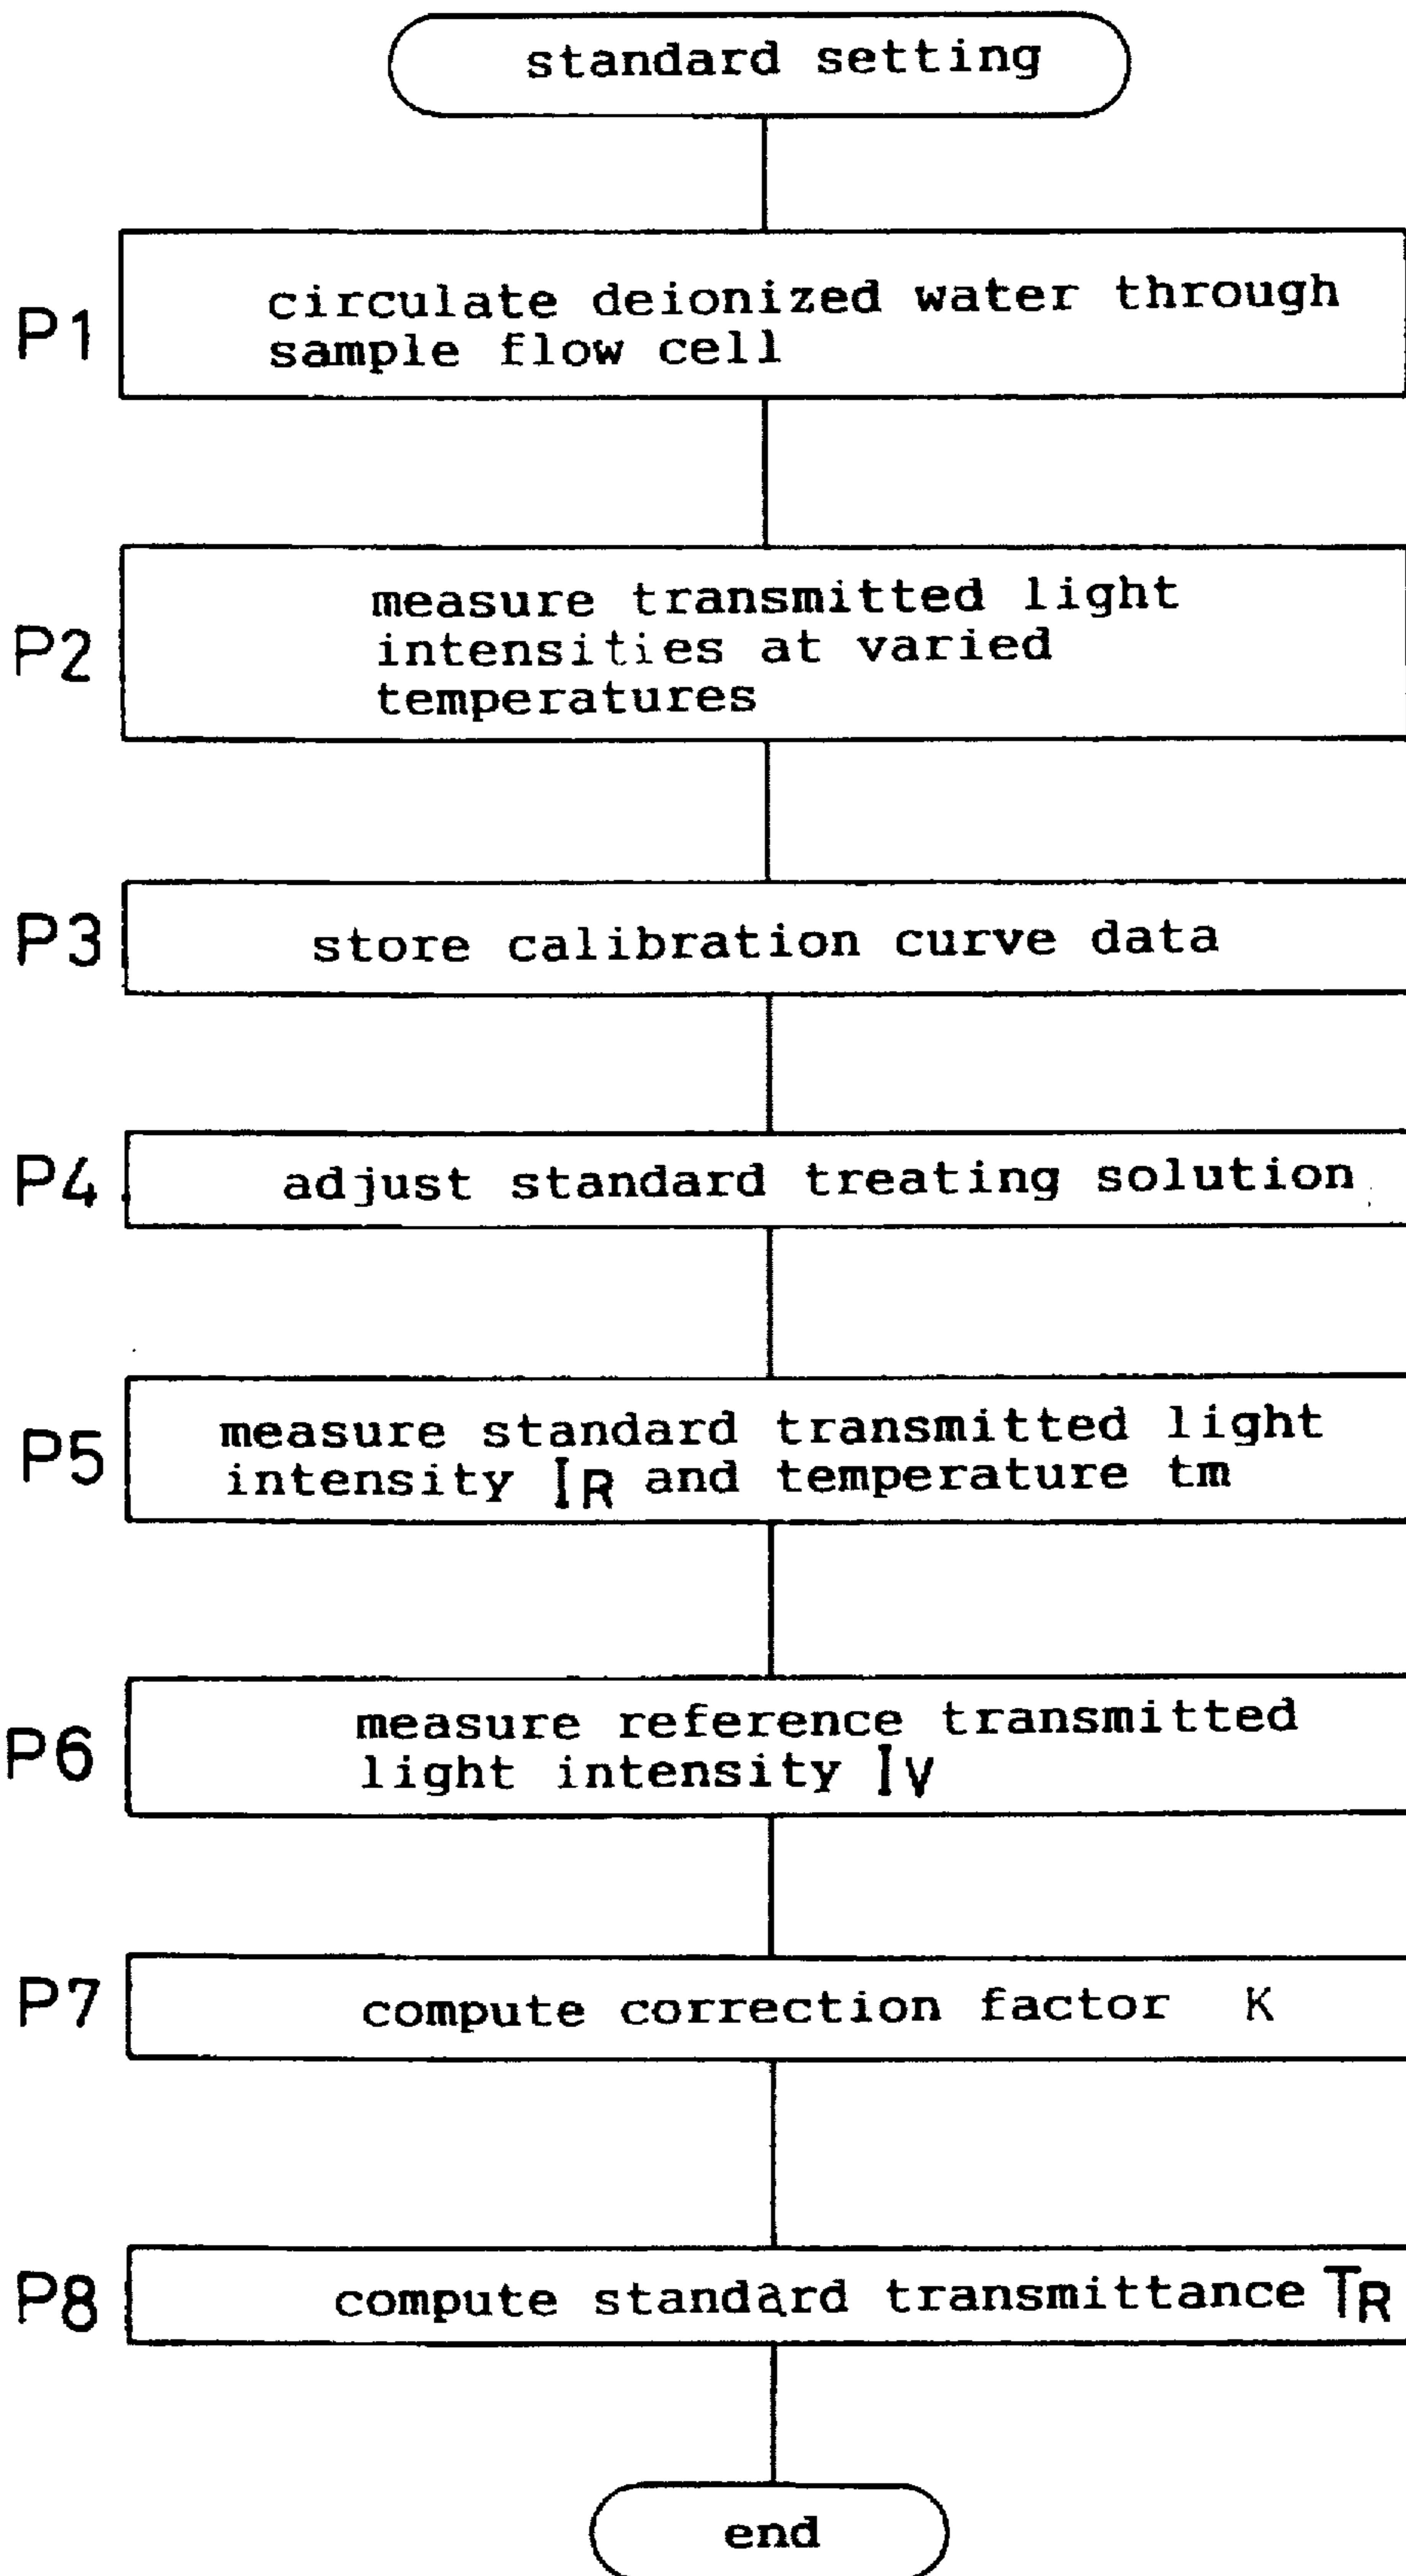 standard setting
P1
circulate deionized water through
sample flow cell
P2
measure transmitted light
intensities at varied
temperatures
P3
store calibration curve data
P4
adjust standard treating solution
P5
measure standard transmitted light
intensity IR and temperature tm
P6
measure reference transmitted
light intensity IV
P7
compute correction factor K
P8
compute standard transmittance TR
end